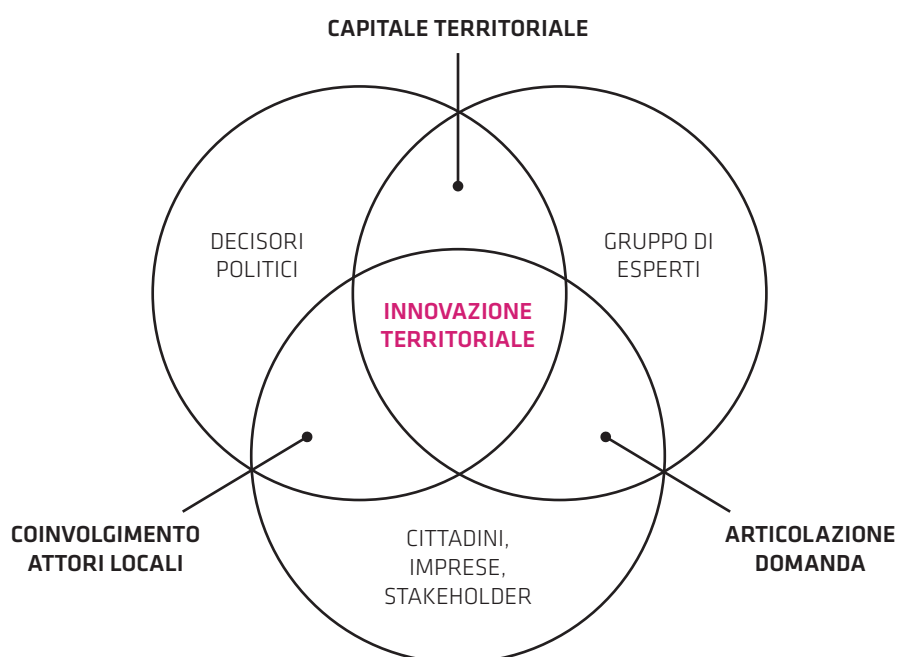 CAPITALE TERRITORIALE
DECISORI
POLITICI
GRUPPO DI
ESPERTI
INNOVAZIONE
TERRITORIALE
COINVOLGIMENTO
ATTORI LOCALI
CITTADINI,
IMPRESE,
STAKEHOLDER
ARTICOLAZIONE
DOMANDA